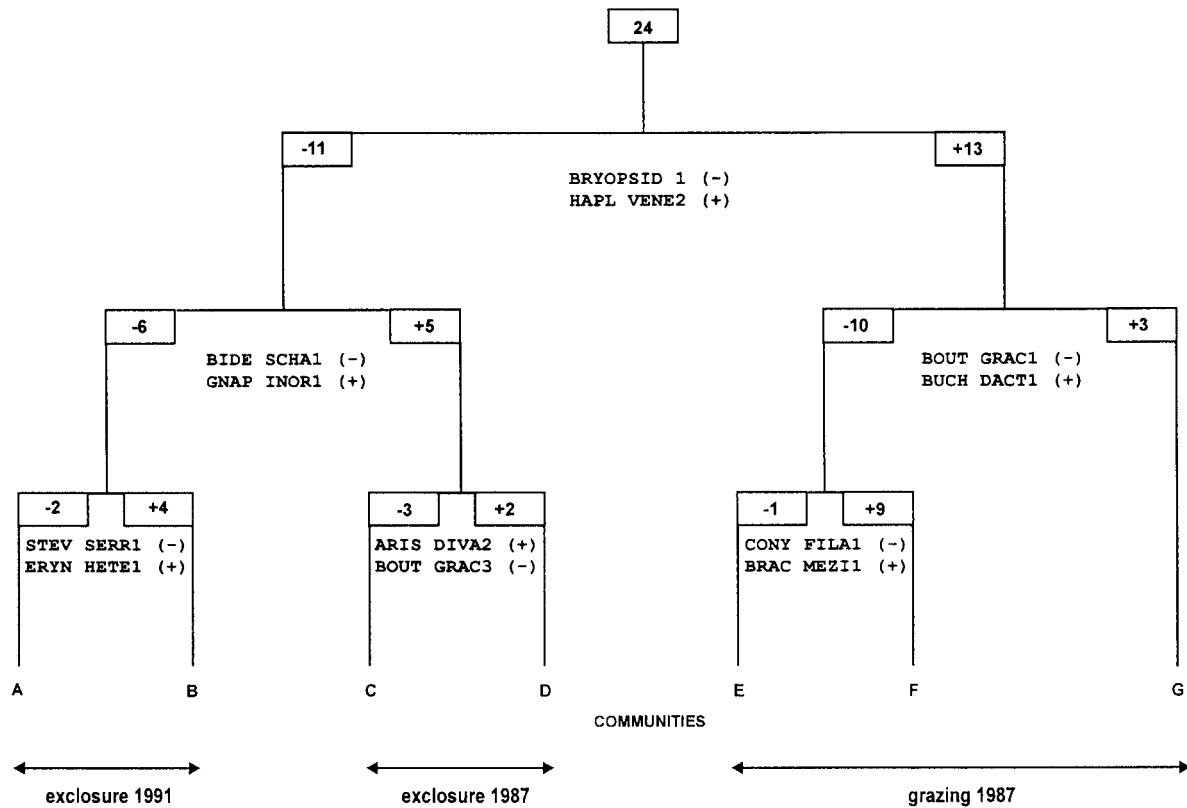 24
-11
+13
BRYOPSID 1 (-)
HAPL VENE2 (+)
-6
+5
-10
+3
BIDE SCHA1 (-)
GNAP INOR1 (+)
BOUT GRAC1 (-)
BUCH DACT1 (+)
-2
+4
-3
+2
-1
+9
STEV SERR1 (-)
ERYN HETE1 (+)
ARIS DIVA2 (+)
BOUT GRAC3 (-)
CONY FILA1 (-)
BRAC MEZI1 (+)
A
B
C
D
E
F
G
COMMUNITIES
exclosure 1991
exclosure 1987
grazing 1987